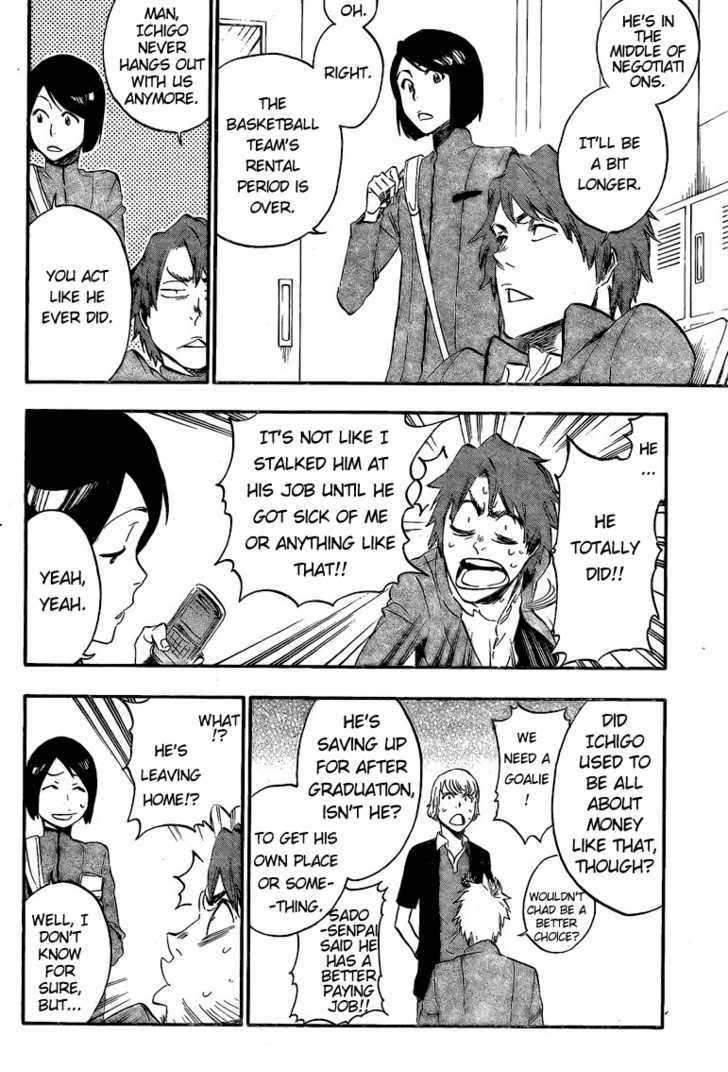 HE'S
IN THE
MIDDLE OF
NEGOTIATI
ONS.
IT'LL BE
A BIT
LONGER.
OH.
RIGHT.
THE
BASKETBALL
TEAM'S
RENTAL
PERIOD IS
OVER.
MAN,
ICHIGO
NEVER
HANGS OUT
WITH US
ANYMORE.
YOU ACT
LIKE HE
EVER DID.
HE
...
HE
TOTALLY
DID!!
IT'S NOT LIKE I
STALKED HIM AT
HIS JOB UNTIL HE
GOT SICK OF ME
OR ANYTHING LIKE
THAT!!
YEAH,
YEAH.
DID
ICHIGO
USED TO
BE ALL
ABOUT
MONEY
LIKE THAT,
THOUGH?
WE
NEED A
GOALIE
!
WOULDN'T
CHAD BE A
BETTER
CHOICE?
HE'S
SAVING UP
FOR AFTER
GRADUATION,
ISN'T HE?
TO GET HIS
OWN PLACE
OR SOME-
-THING.
SADO
-SENPAI
SAID HE
HAS A
BETTER
PAYING
JOB!!
WHAT
!?
HE'S
LEAVING
HOME!?
WELL, I
DON'T
KNOW
FOR
SURE,
BUT...